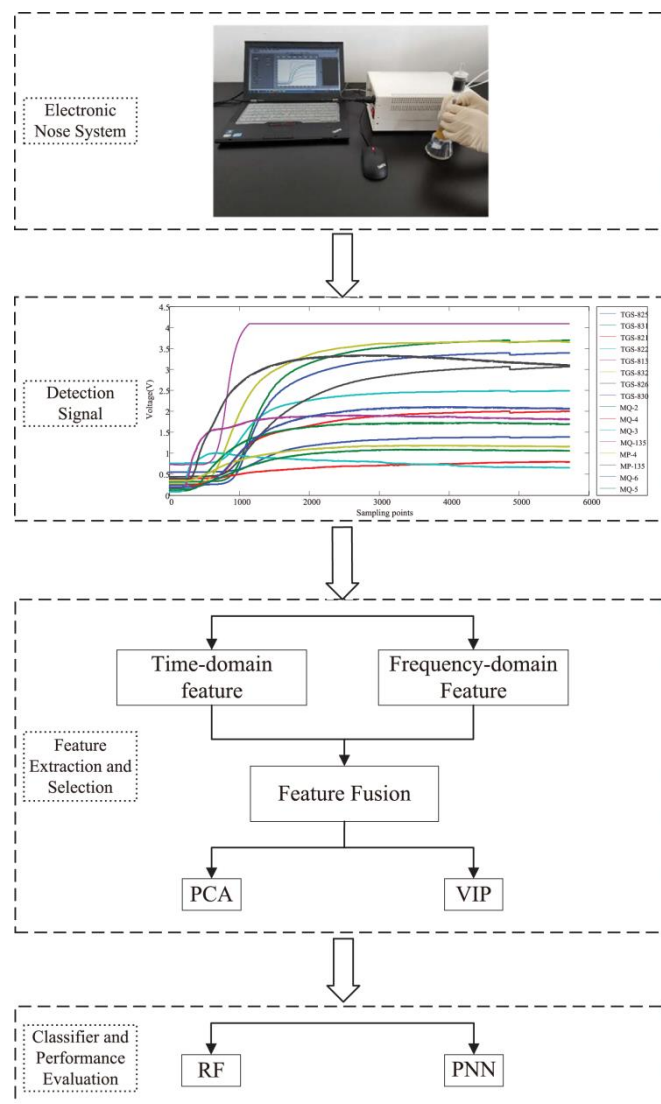 Electronic
Nose System
4.5
4
3.5
3
2.5
2
1.5
1
0.5
0
Voltage(V)
0
1000
2000
3000
4000
5000
6000
Sampling points
TGS-825
TGS-831
TGS-821
TGS-822
TGS-813
TGS-832
TGS-826
TGS-830
MQ-2
MQ-4
MQ-3
MQ-135
MP-4
MP-135
MQ-6
MQ-5
Detection
Signal
Time-domain
feature
Frequency-domain
Feature
Feature
Extraction and
Selection
Feature Fusion
PCA
VIP
Classifier and
Performance
Evaluation
RF
PNN